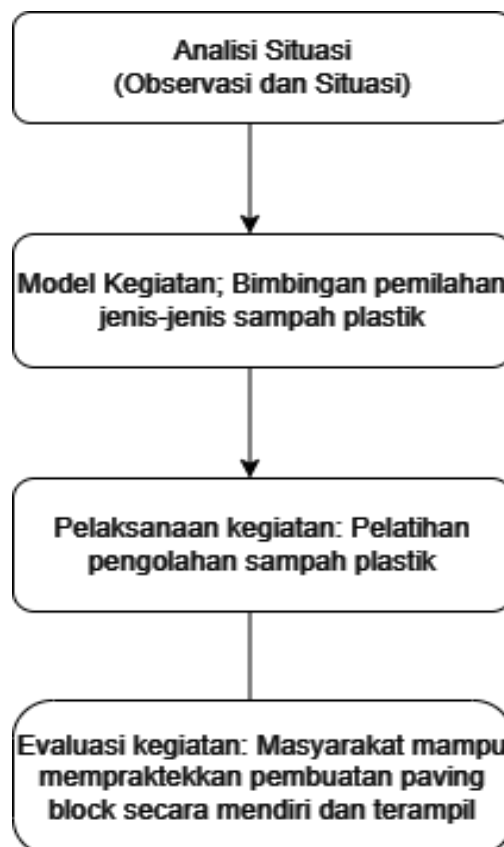 Analisi Situasi
(Observasi dan Situasi)
Model Kegiatan; Bimbingan pemilahan
jenis-jenis sampah plastik
Pelaksanaan kegiatan: Pelatihan
pengolahan sampah plastik
Evaluasi kegiatan: Masyarakat mampu
mempraktekkan pembuatan paving
block secara mendiri dan terampil